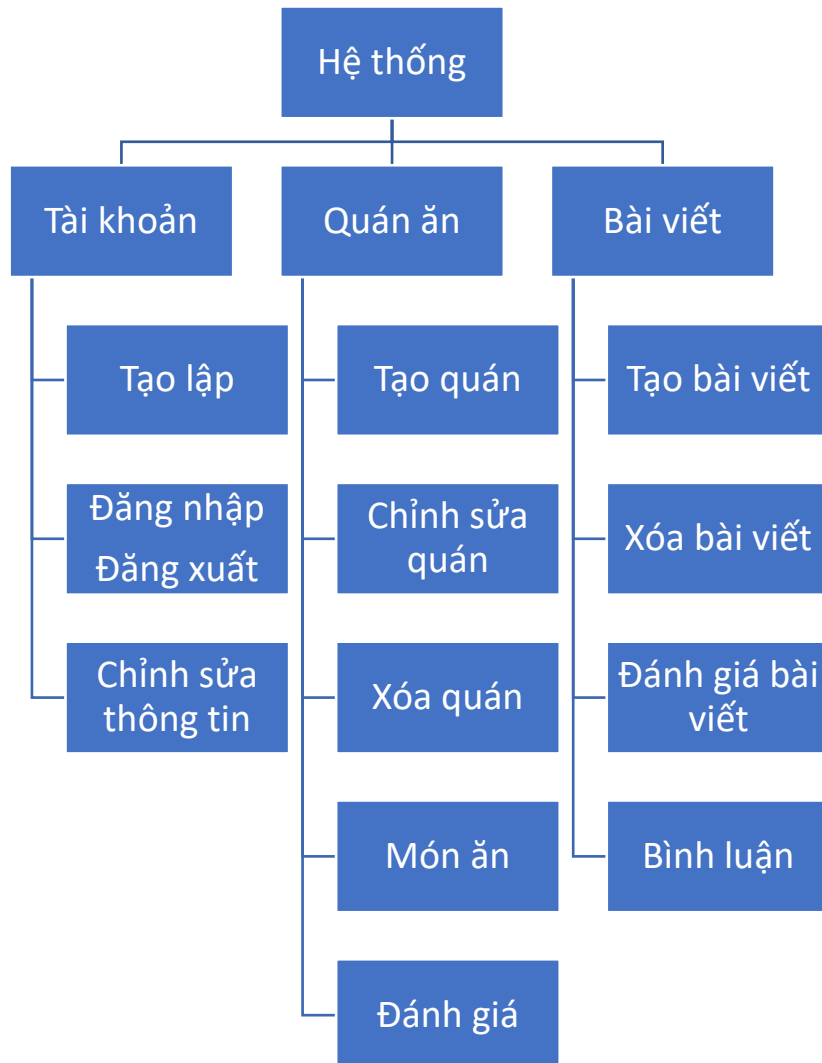 Hệ thống
Tài khoản
Quán ăn
Bài viết
Tạo lập
Đăng nhập
Đăng xuất
Chỉnh sửa
thông tin
Tạo quán
Chỉnh sửa
quán
Xóa quán
Món ăn
Đánh giá
Tạo bài viết
Xóa bài viết
Đánh giá bài
viết
Bình luận